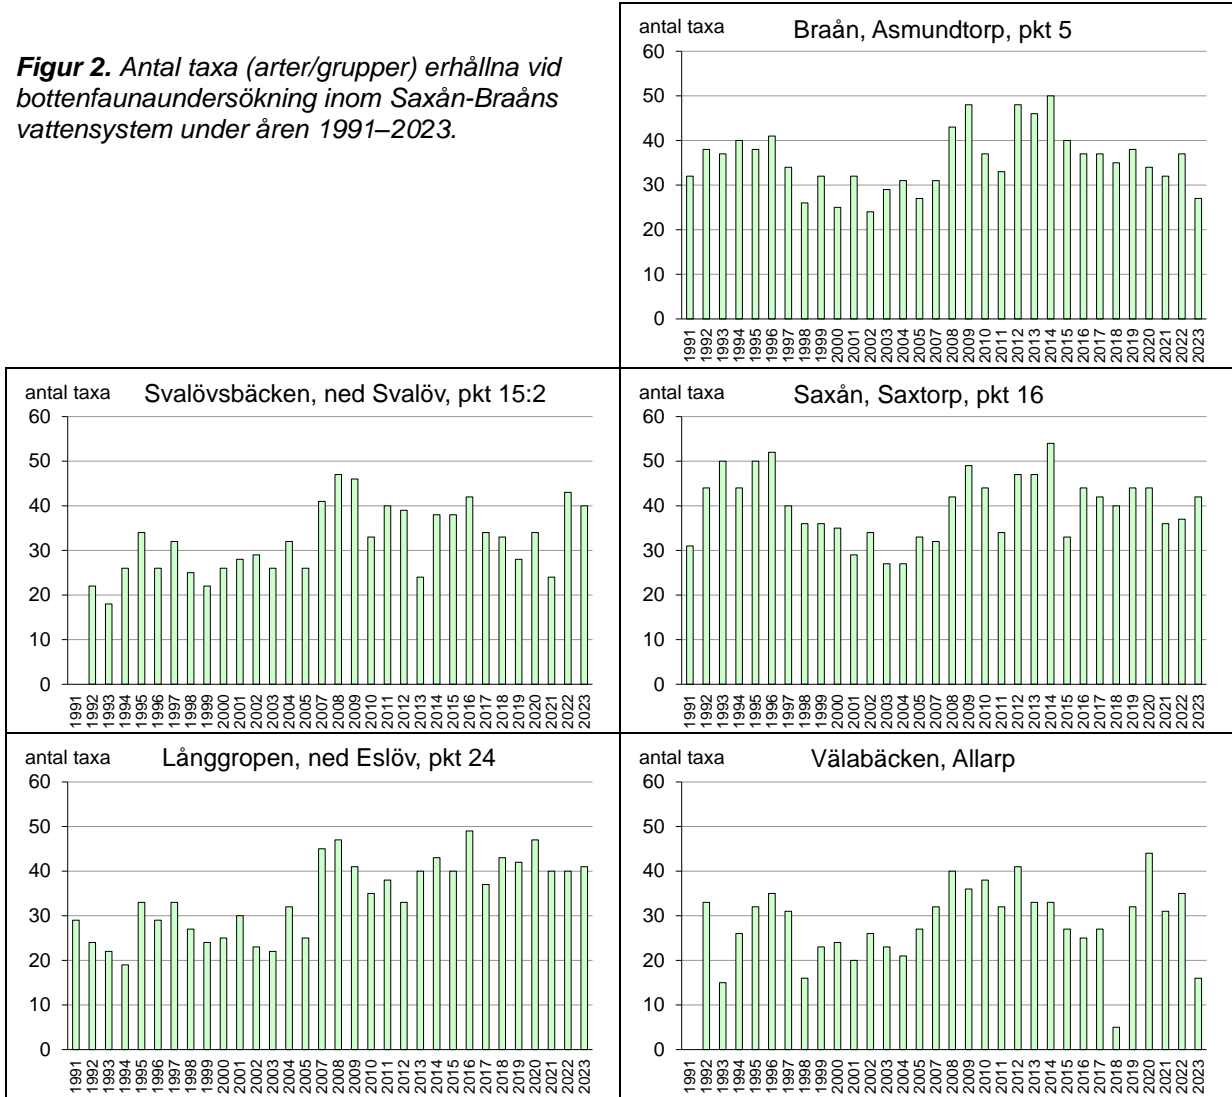 Figur 2. Antal taxa (arter/grupper) erhållna vid
bottenfaunaundersökning inom Saxån-Braåns
vattensystem under åren 1991–2023.
antal taxa
Braån, Asmundtorp, pkt 5
60
50
40
30
20
10
0
1991 1992 1993 1994 1995 1996 1997 1998 1999 2000 2001 2002 2003 2004 2005 2007 2008 2009 2010 2011 2012 2013 2014 2015 2016 2017 2018 2019 2020 2021 2022 2023
antal taxa
Svalövsbäcken, ned Svalöv, pkt 15:2
60
50
40
30
20
10
0
1991 1992 1993 1994 1995 1996 1997 1998 1999 2000 2001 2002 2003 2004 2005 2007 2008 2009 2010 2011 2012 2013 2014 2015 2016 2017 2018 2019 2020 2021 2022 2023
antal taxa
Saxån, Saxtorp, pkt 16
60
50
40
30
20
10
0
1991 1992 1993 1994 1995 1996 1997 1998 1999 2000 2001 2002 2003 2004 2005 2007 2008 2009 2010 2011 2012 2013 2014 2015 2016 2017 2018 2019 2020 2021 2022 2023
antal taxa
Långgropen, ned Eslöv, pkt 24
60
50
40
30
20
10
0
1991 1992 1993 1994 1995 1996 1997 1998 1999 2000 2001 2002 2003 2004 2005 2007 2008 2009 2010 2011 2012 2013 2014 2015 2016 2017 2018 2019 2020 2021 2022 2023
antal taxa
Välabäcken, Allarp
60
50
40
30
20
10
0
1991 1992 1993 1994 1995 1996 1997 1998 1999 2000 2001 2002 2003 2004 2005 2007 2008 2009 2010 2011 2012 2013 2014 2015 2016 2017 2018 2019 2020 2021 2022 2023